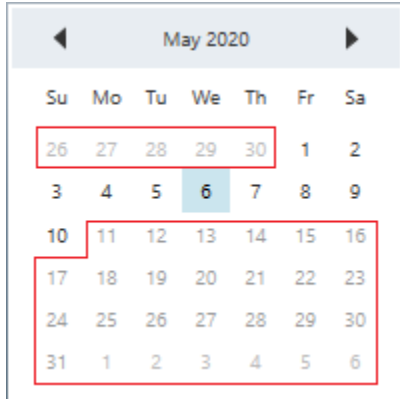 May 2020
Su Mo Tu We Th Fr Sa
26 27 28 29 30 1 2
3 4 5 6 7 8 9
10 11 12 13 14 15 16
17 18 19 20 21 22 23
24 25 26 27 28 29 30
31 1 2 3 4 5 6